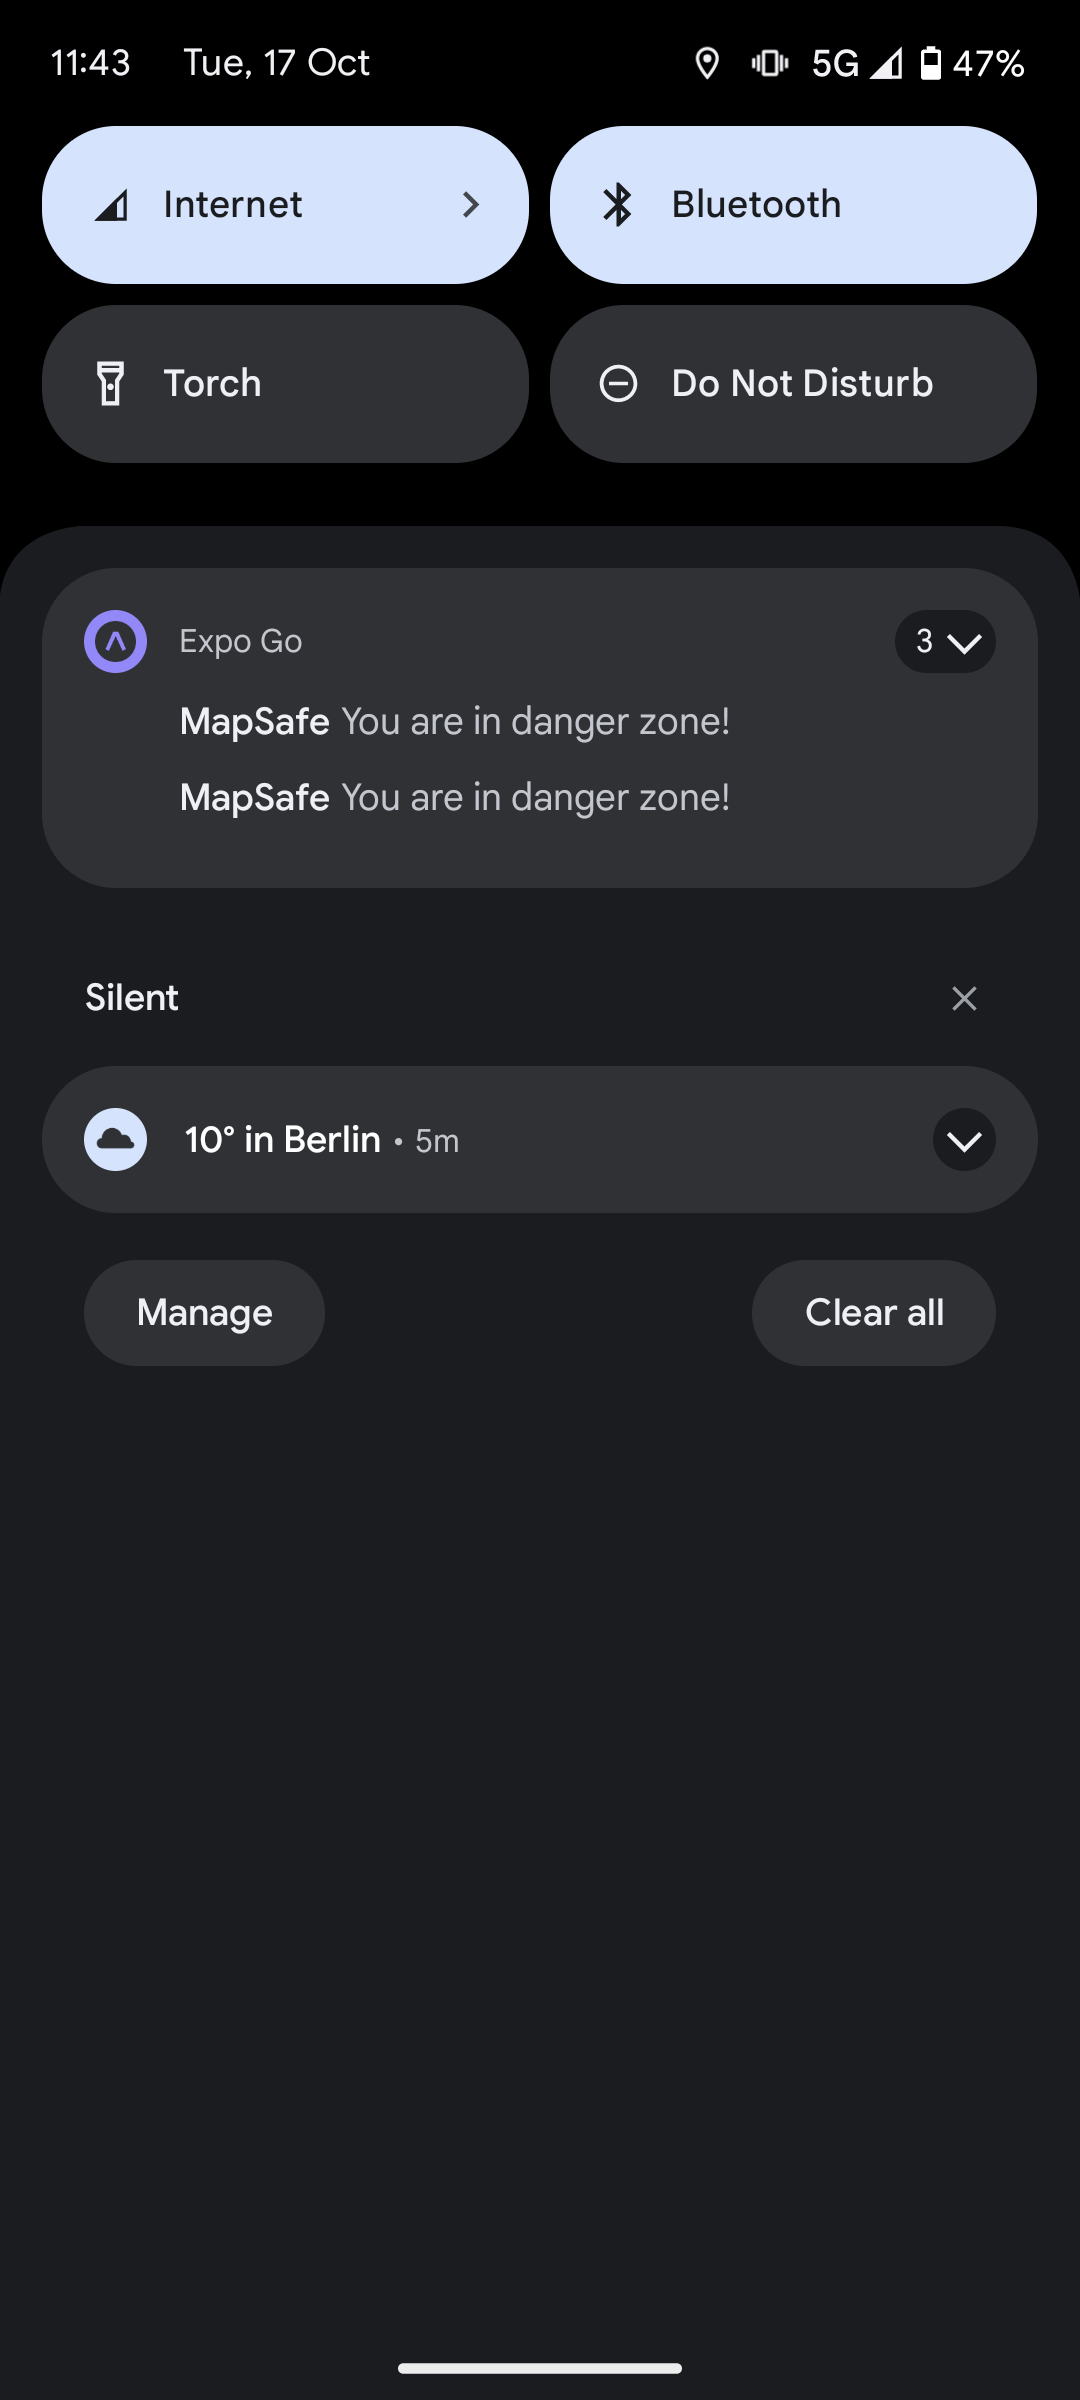 11:43 Tue, 17 Oct 5G 47%
Internet Bluetooth
Torch Do Not Disturb
Expo Go 3
MapSafe You are in danger zone!
MapSafe You are in danger zone!
Silent
10° in Berlin • 5m
Manage Clear all